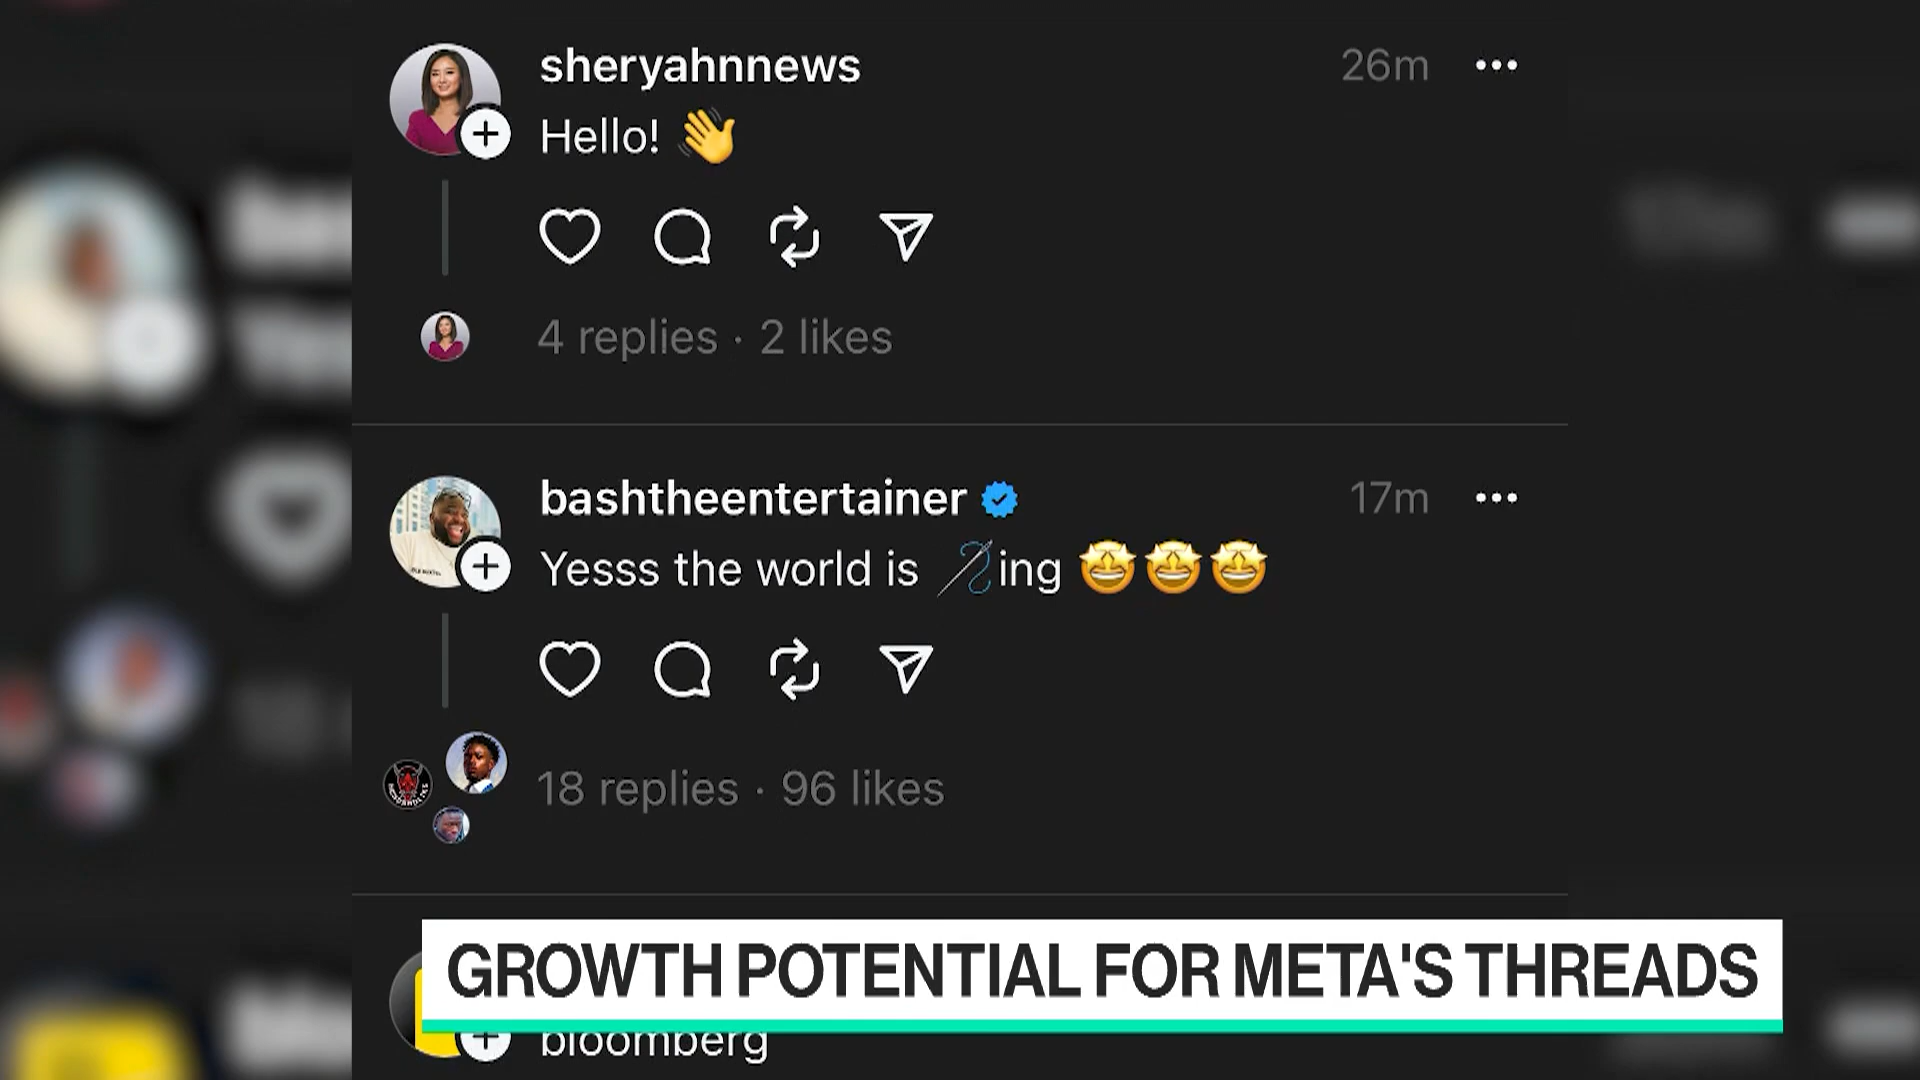 sheryahnnews 26m
Hello! 👋
4 replies · 2 likes
bashtheentertainer 17m
Yesss the world is 🪡ing 🤩🤩🤩
18 replies · 96 likes
GROWTH POTENTIAL FOR META'S THREADS
bloomberg